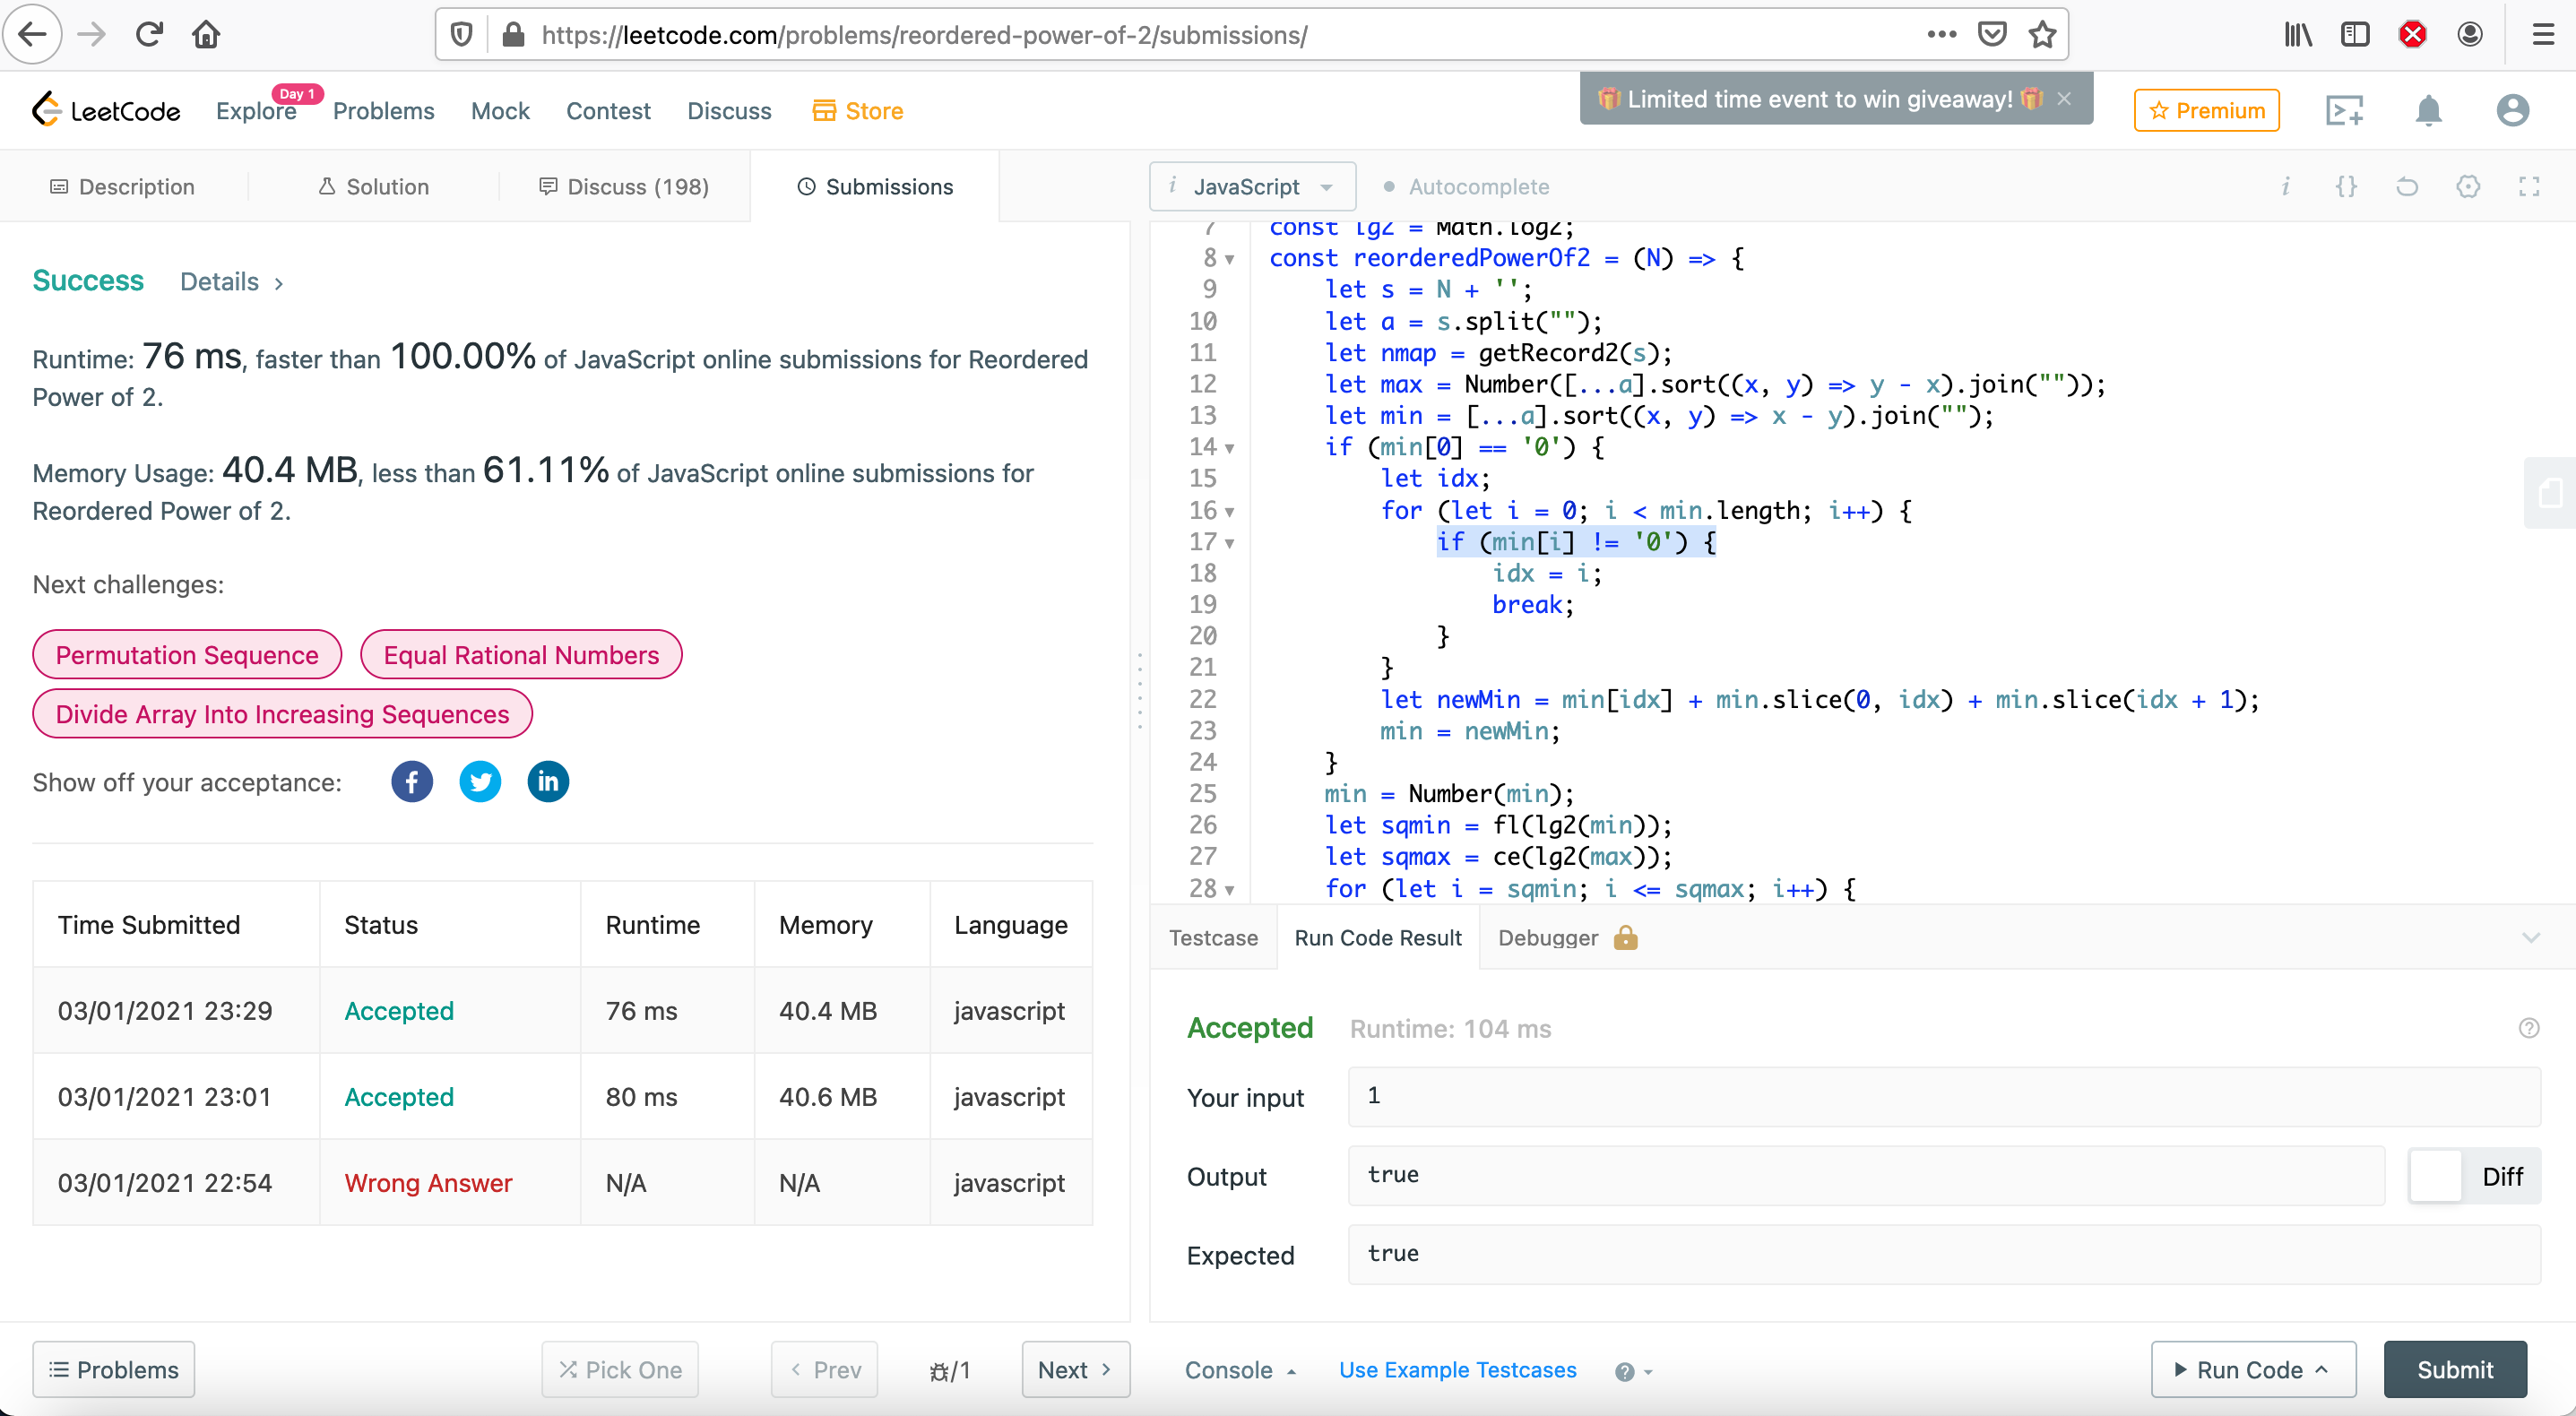 https://leetcode.com/problems/reordered-power-of-2/submissions/
LeetCode
Explore
Day 1
Problems
Mock
Contest
Discuss
Store
Limited time event to win giveaway!
Premium
Description
Solution
Discuss (198)
Submissions
Success
Details
Runtime: 76 ms, faster than 100.00% of JavaScript online submissions for Reordered
Power of 2.
Memory Usage: 40.4 MB, less than 61.11% of JavaScript online submissions for
Reordered Power of 2.
Next challenges:
Permutation Sequence
Equal Rational Numbers
Divide Array Into Increasing Sequences
Show off your acceptance:
Time Submitted Status Runtime Memory Language
03/01/2021 23:29 Accepted 76 ms 40.4 MB javascript
03/01/2021 23:01 Accepted 80 ms 40.6 MB javascript
03/01/2021 22:54 Wrong Answer N/A N/A javascript
Problems
Pick One
Prev
/1
Next
i JavaScript
Autocomplete
i {}
7 const lg2 = Math.log2;
8 const reorderedPowerOf2 = (N) => {
9 let s = N + '';
10 let a = s.split("");
11 let nmap = getRecord2(s);
12 let max = Number([...a].sort((x, y) => y - x).join(""));
13 let min = [...a].sort((x, y) => x - y).join("");
14 if (min[0] == '0') {
15 let idx;
16 for (let i = 0; i < min.length; i++) {
17 if (min[i] != '0') {
18 idx = i;
19 break;
20 }
21 }
22 let newMin = min[idx] + min.slice(0, idx) + min.slice(idx + 1);
23 min = newMin;
24 }
25 min = Number(min);
26 let sqmin = fl(lg2(min));
27 let sqmax = ce(lg2(max));
28 for (let i = sqmin; i <= sqmax; i++) {
Testcase
Run Code Result
Debugger
Accepted
Runtime: 104 ms
Your input
1
Output
true
Diff
Expected
true
Console
Use Example Testcases
Run Code
Submit